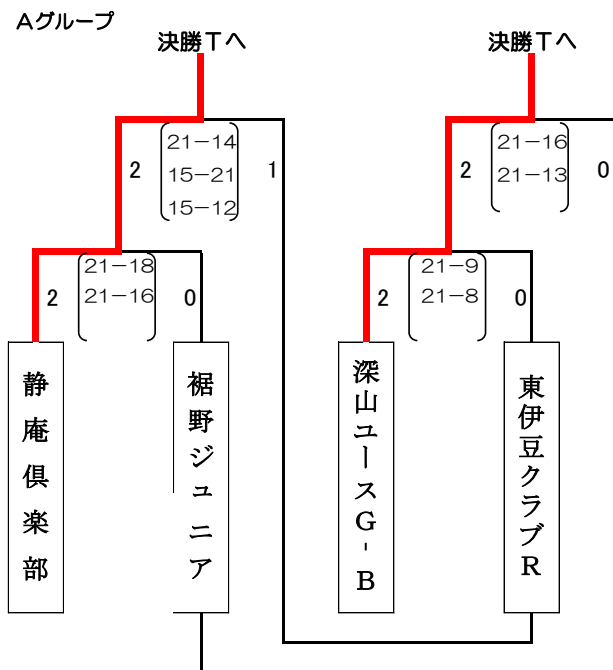 Aグループ
決勝Tへ
決勝Tへ
2
21-14
15-21
15-12
1
2
21-16
21-13
0
2
21-18
21-16
0
2
21-9
21-8
0
静庵倶楽部
裾野ジュニア
深山ユースG-B
東伊豆クラブR